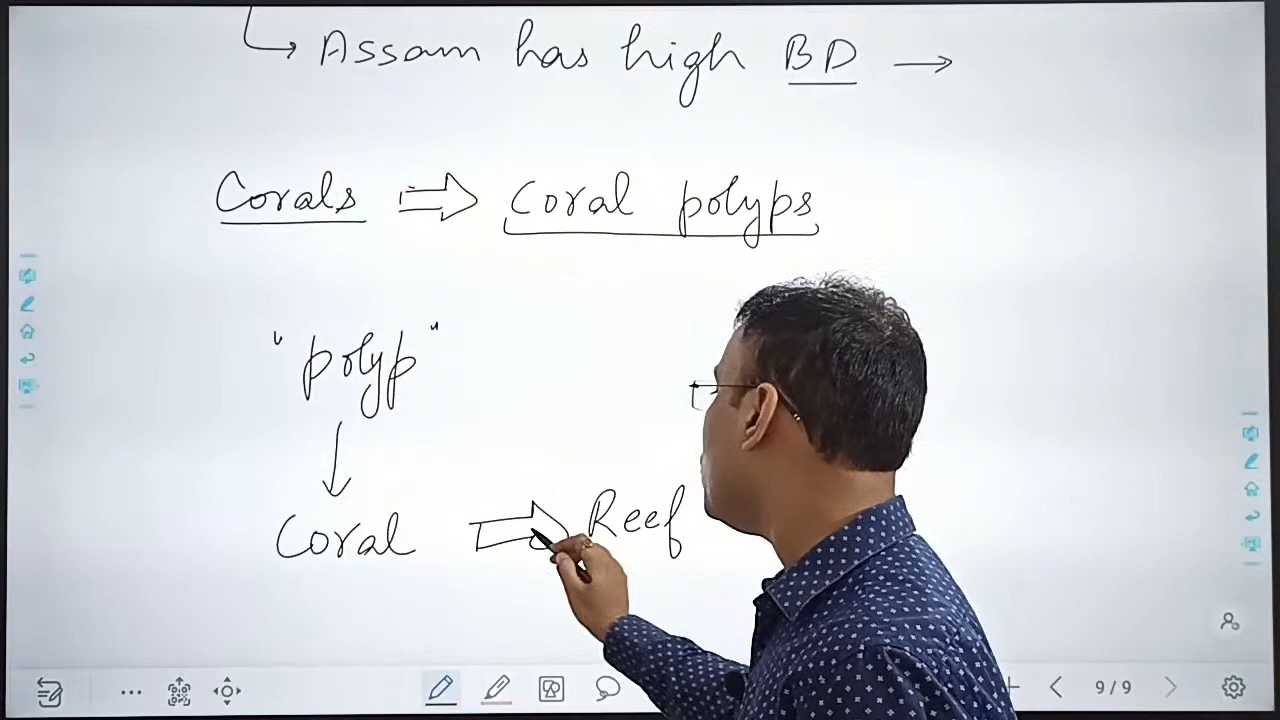 Assam has high BD →
Corals ⇒ Coral polyps
"polyp"
↓
Coral ⇒ Reef
9/9